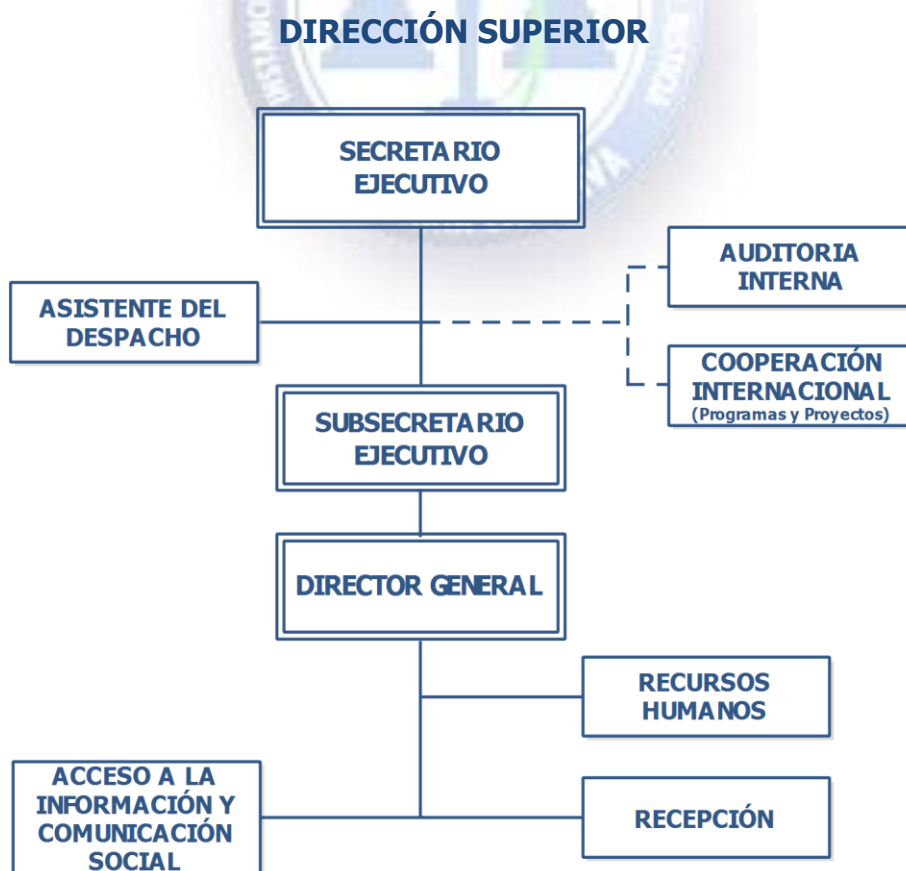 DIRECCIÓN SUPERIOR
SECRETARIO
EJECUTIVO
AUDITORIA
INTERNA
ASISTENTE DEL
DESPACHO
COOPERACIÓN
INTERNACIONAL
(Programas y Proyectos)
SUBSECRETARIO
EJECUTIVO
DIRECTOR GENERAL
RECURSOS
HUMANOS
ACCESO A LA
INFORMACIÓN Y
COMUNICACIÓN
SOCIAL
RECEPCIÓN